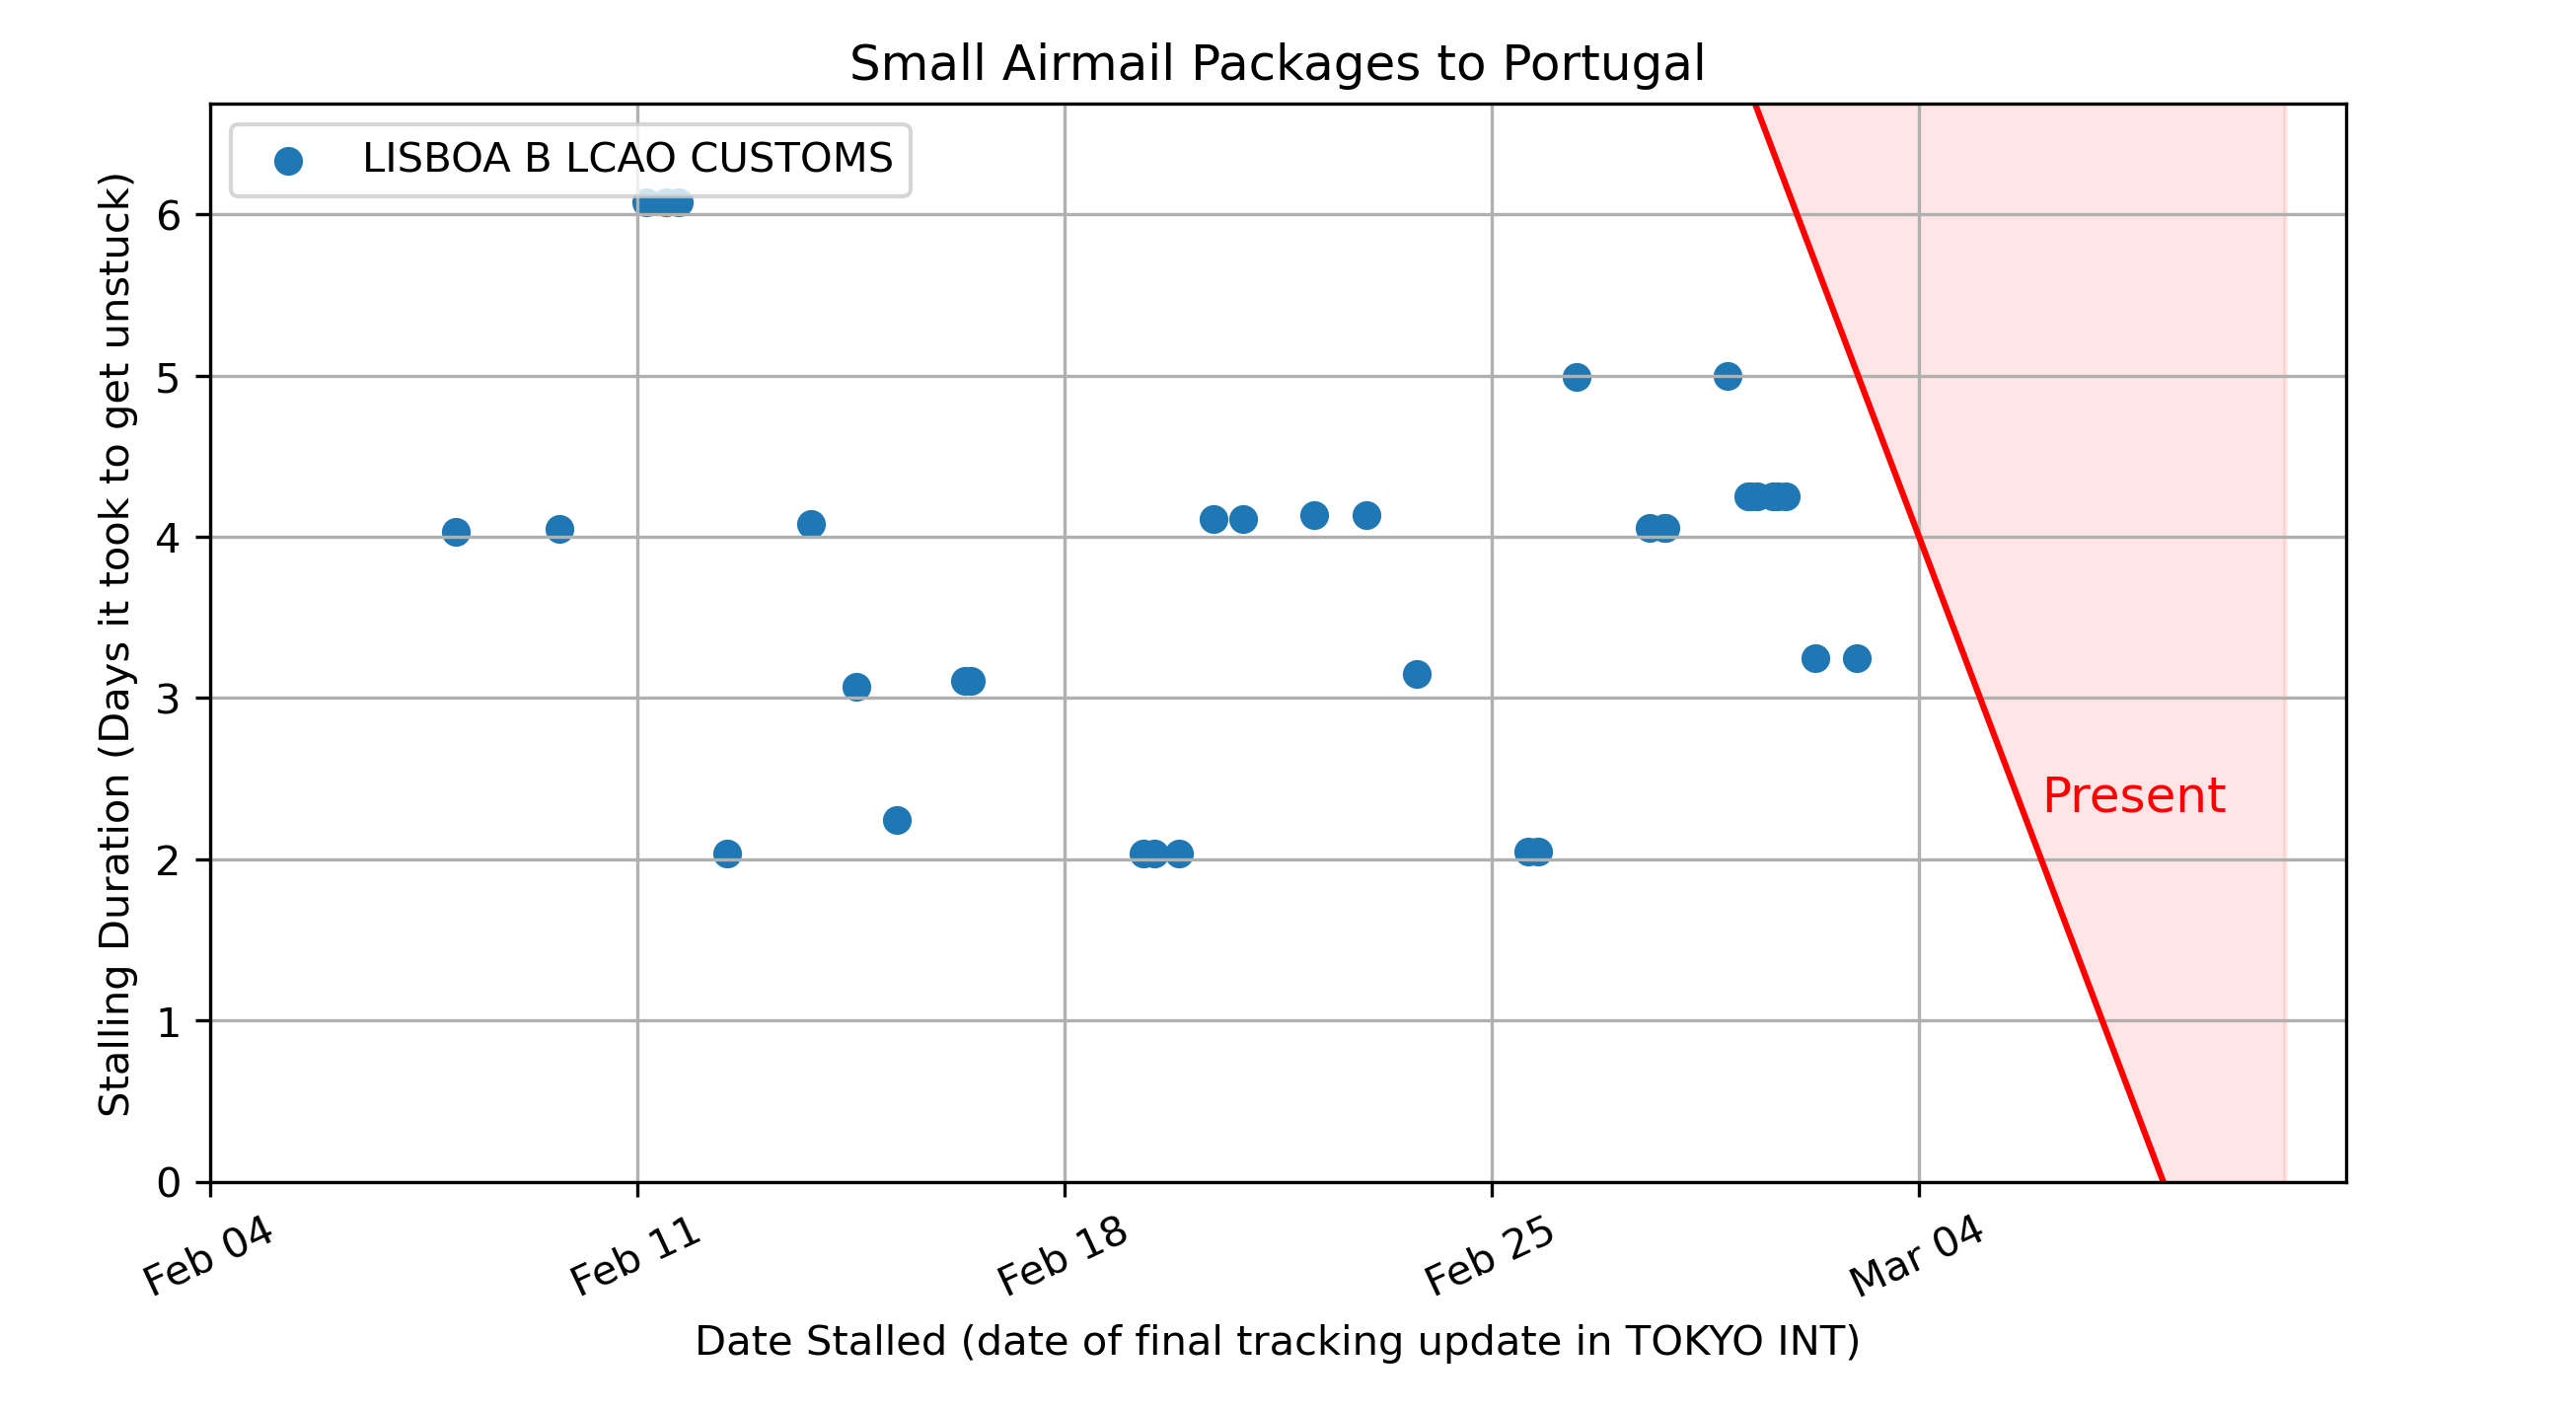 Small Airmail Packages to Portugal
LISBOA B LCAO CUSTOMS
Stalling Duration (Days it took to get unstuck)
6
5
4
3
2
1
0
Present
Feb 04
Feb 11
Feb 18
Feb 25
Mar 04
Date Stalled (date of final tracking update in TOKYO INT)